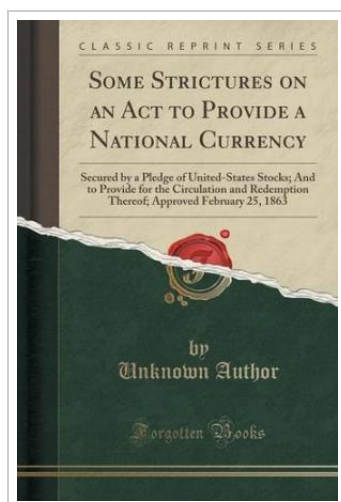 CLASSIC REPRINT SERIES
SOME STRICTURES ON
AN ACT TO PROVIDE A
NATIONAL CURRENCY
Secured by a Pledge of United-States Stocks; And
to Provide for the Circulation and Redemption
Thereof; Approved February 25, 1863
by
Unknown Author
Forgotten Books